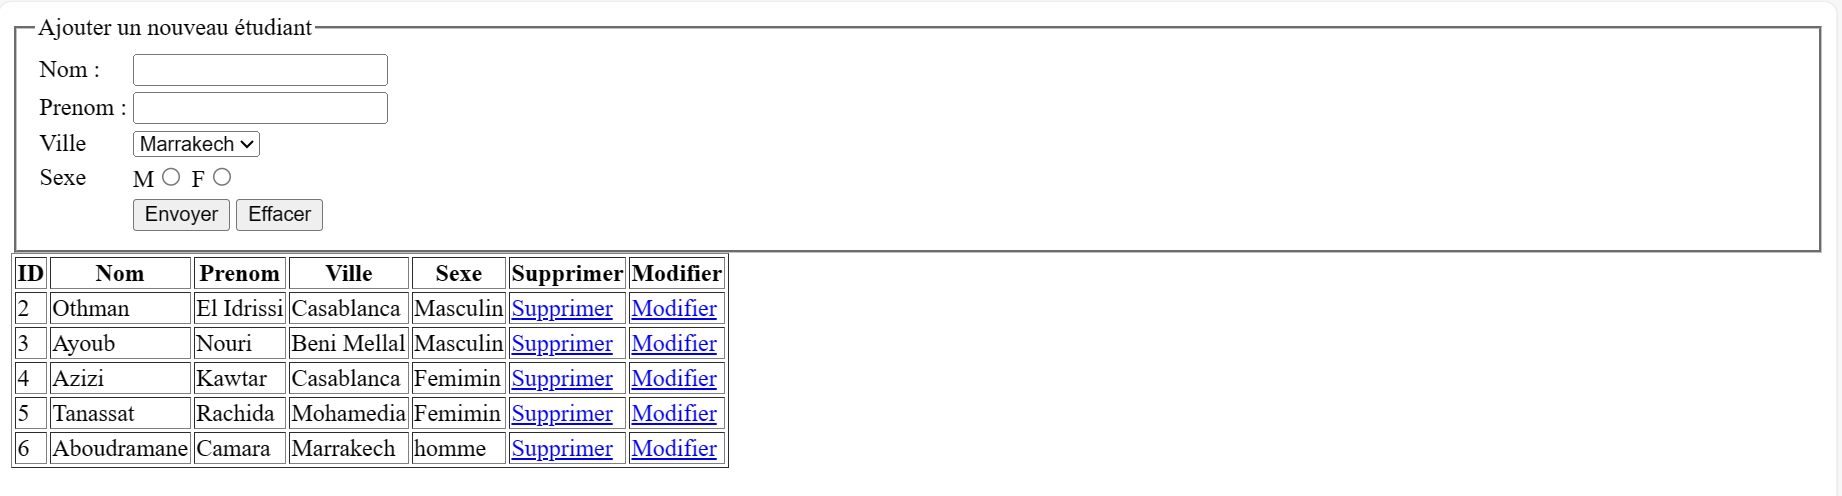 Ajouter un nouveau étudiant
Nom :
Prenom :
Ville Marrakech
Sexe M F
Envoyer Effacer
ID Nom Prenom Ville Sexe Supprimer Modifier
2 Othman El Idrissi Casablanca Masculin Supprimer Modifier
3 Ayoub Nouri Beni Mellal Masculin Supprimer Modifier
4 Azizi Kawtar Casablanca Femimin Supprimer Modifier
5 Tanassat Rachida Mohamedia Femimin Supprimer Modifier
6 Aboudramane Camara Marrakech homme Supprimer Modifier